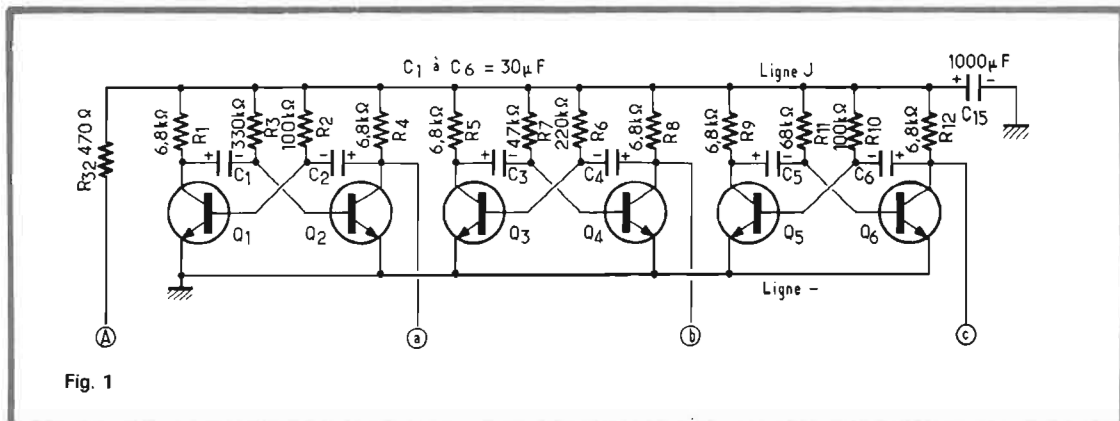 C1 à C6 = 30µF
Ligne J
1000µF
+ -
C15
R32 470 Ω
6,8kΩ R1
330kΩ R3
100kΩ R2
6,8kΩ R4
6,8kΩ R5
47kΩ R7
220kΩ R6
6,8kΩ R8
6,8kΩ R9
68kΩ R11
100kΩ R10
6,8kΩ R12
+ - C1
- + C2
+ - C3
- + C4
+ - C5
- + C6
Q1
Q2
Q3
Q4
Q5
Q6
Ligne -
A
a
b
c
Fig. 1